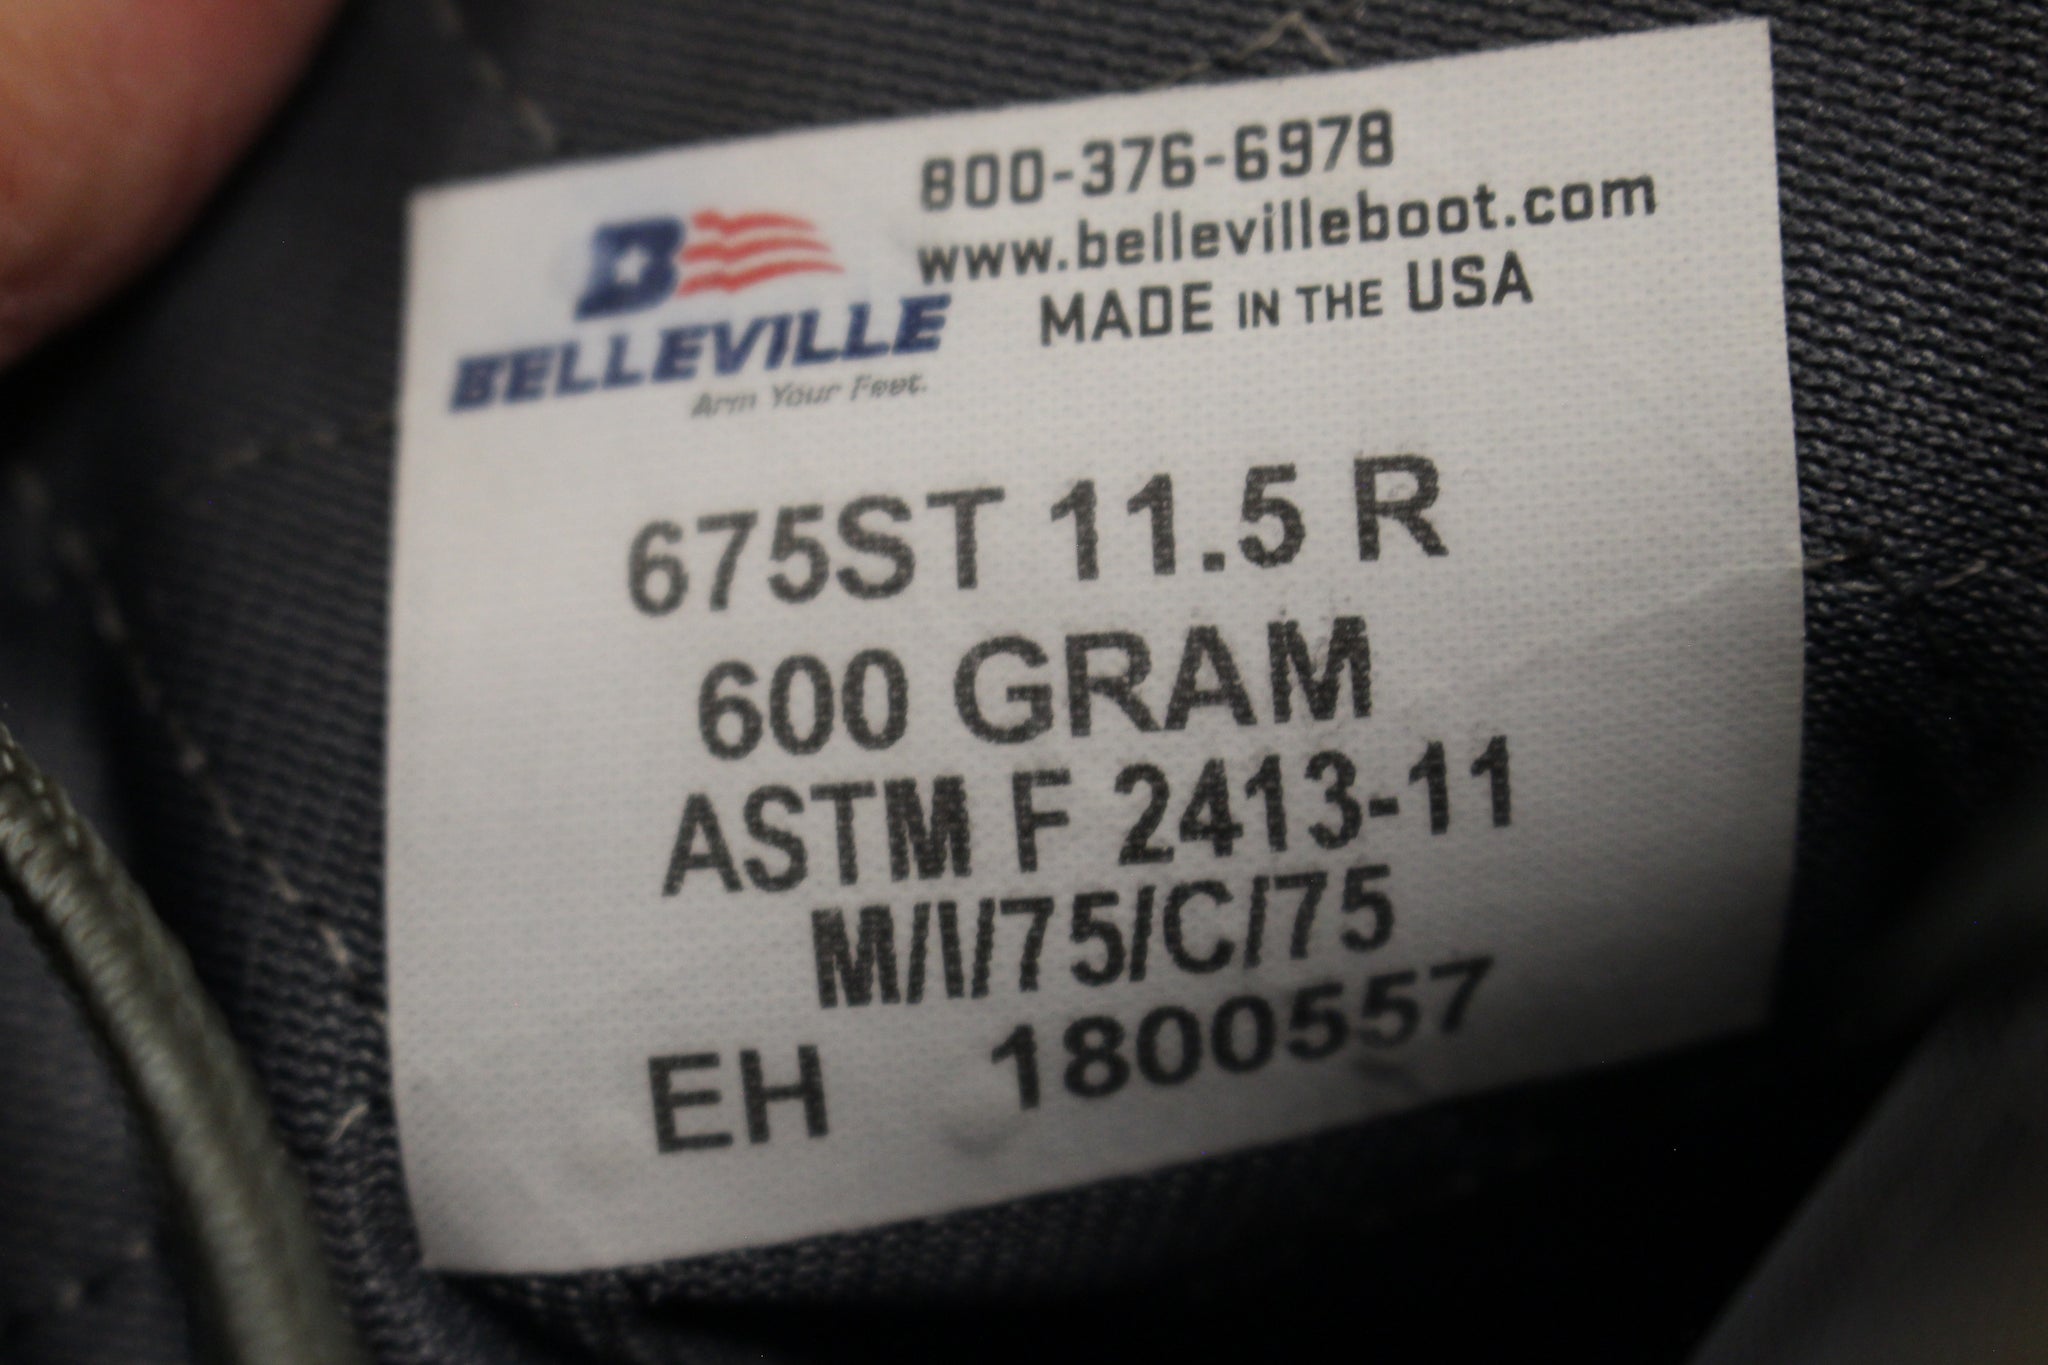 800-376-6978
www.bellevilleboot.com
MADE IN THE USA
B
BELLEVILLE
Arm Your Feet.
675ST 11.5 R
600 GRAM
ASTM F 2413-11
M/I/75/C/75
EH 1800557